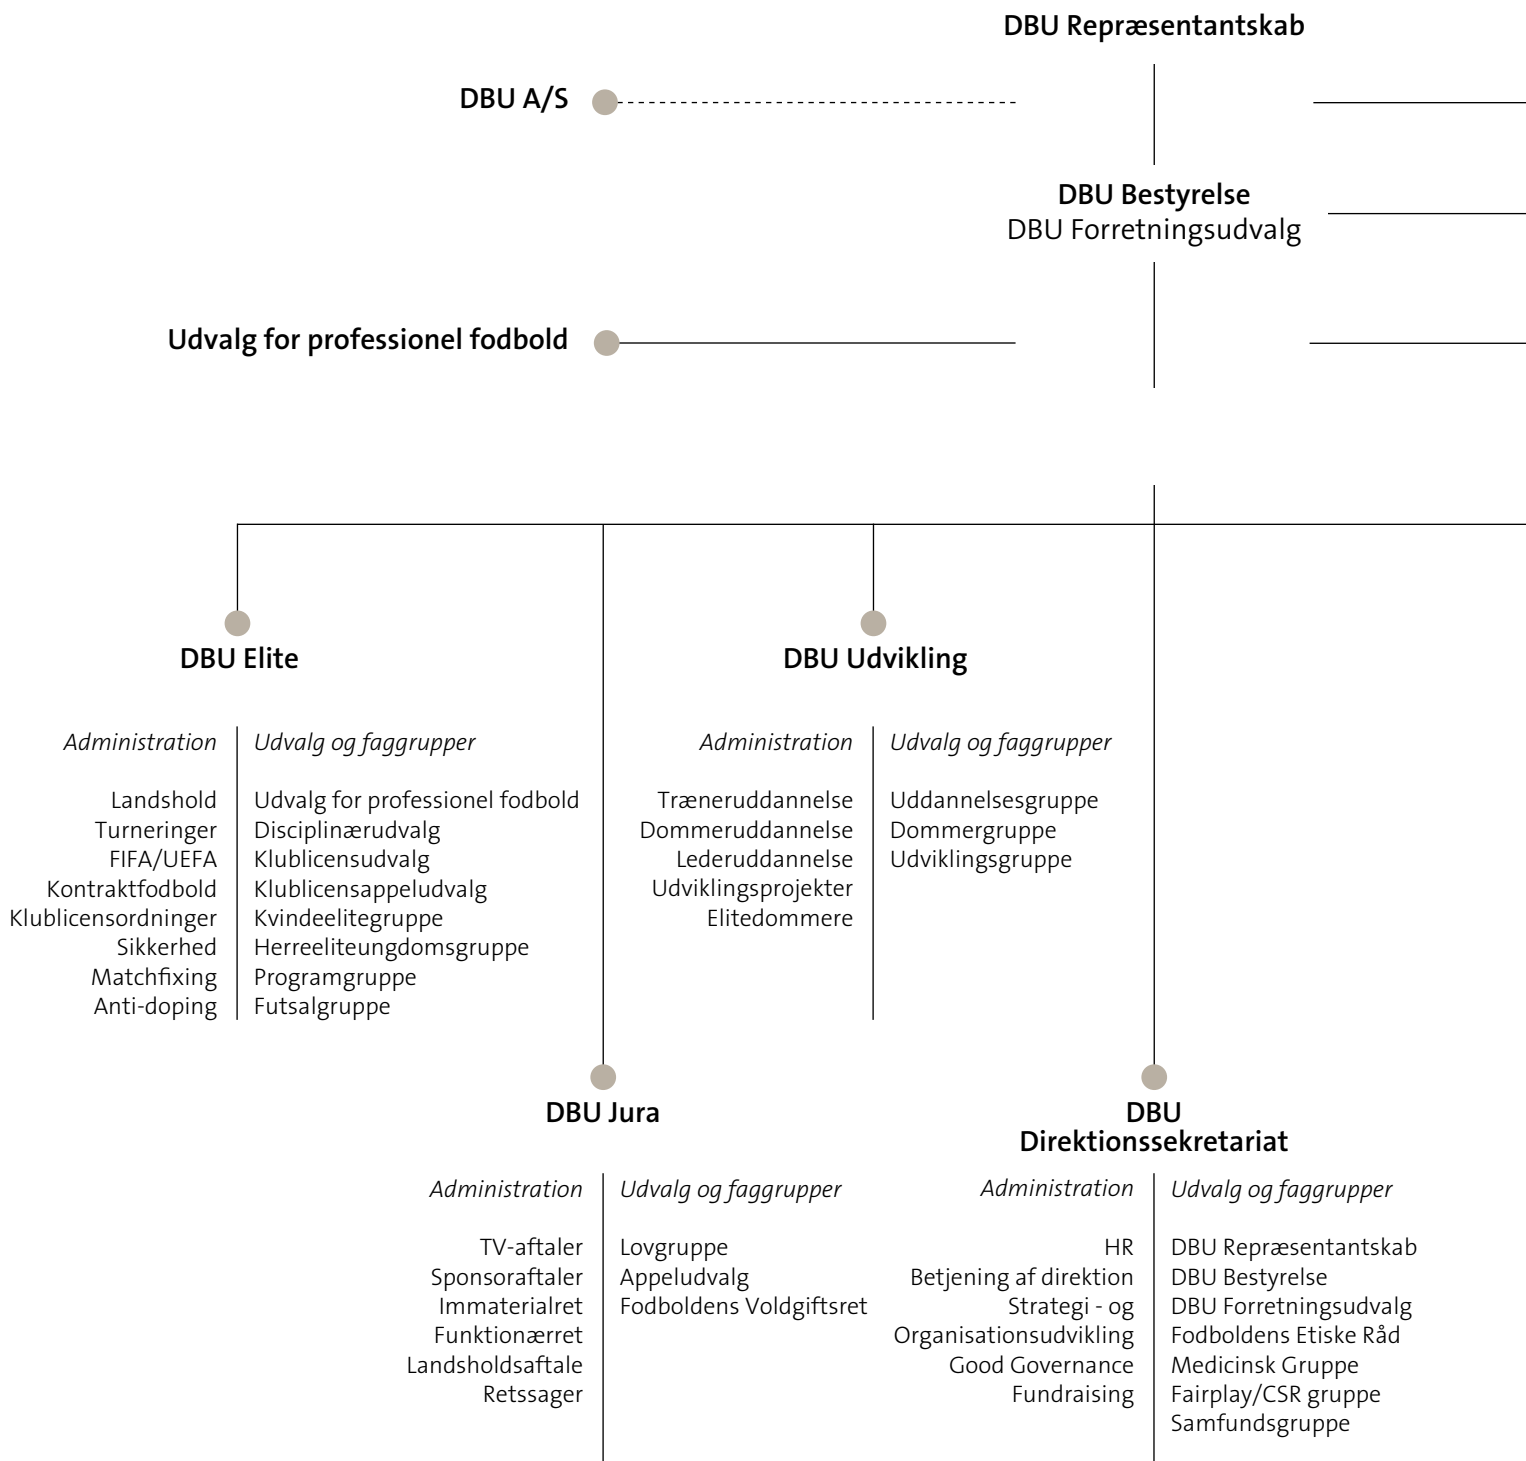 DBU Repræsentantskab
DBU A/S
DBU Bestyrelse
DBU Forretningsudvalg
Udvalg for professionel fodbold
DBU Elite
Administration
Landshold
Turneringer
FIFA/UEFA
Kontraktfodbold
Klublicensordninger
Sikkerhed
Matchfixing
Anti-doping
Udvalg og faggrupper
Udvalg for professionel fodbold
Disciplinærudvalg
Klublicensudvalg
Klublicensappeludvalg
Kvindeelitegruppe
Herreeliteungdomsgruppe
Programgruppe
Futsalgruppe
DBU Udvikling
Administration
Træneruddannelse
Dommeruddannelse
Lederuddannelse
Udviklingsprojekter
Elitedommere
Udvalg og faggrupper
Uddannelsesgruppe
Dommergruppe
Udviklingsgruppe
DBU Jura
Administration
TV-aftaler
Sponsoraftaler
Immaterialret
Funktionærret
Landsholdsaftale
Retssager
Udvalg og faggrupper
Lovgruppe
Appeludvalg
Fodboldens Voldgiftsret
DBU
Direktionssekretariat
Administration
HR
Betjening af direktion
Strategi - og
Organisationsudvikling
Good Governance
Fundraising
Udvalg og faggrupper
DBU Repræsentantskab
DBU Bestyrelse
DBU Forretningsudvalg
Fodboldens Etiske Råd
Medicinsk Gruppe
Fairplay/CSR gruppe
Samfundsgruppe